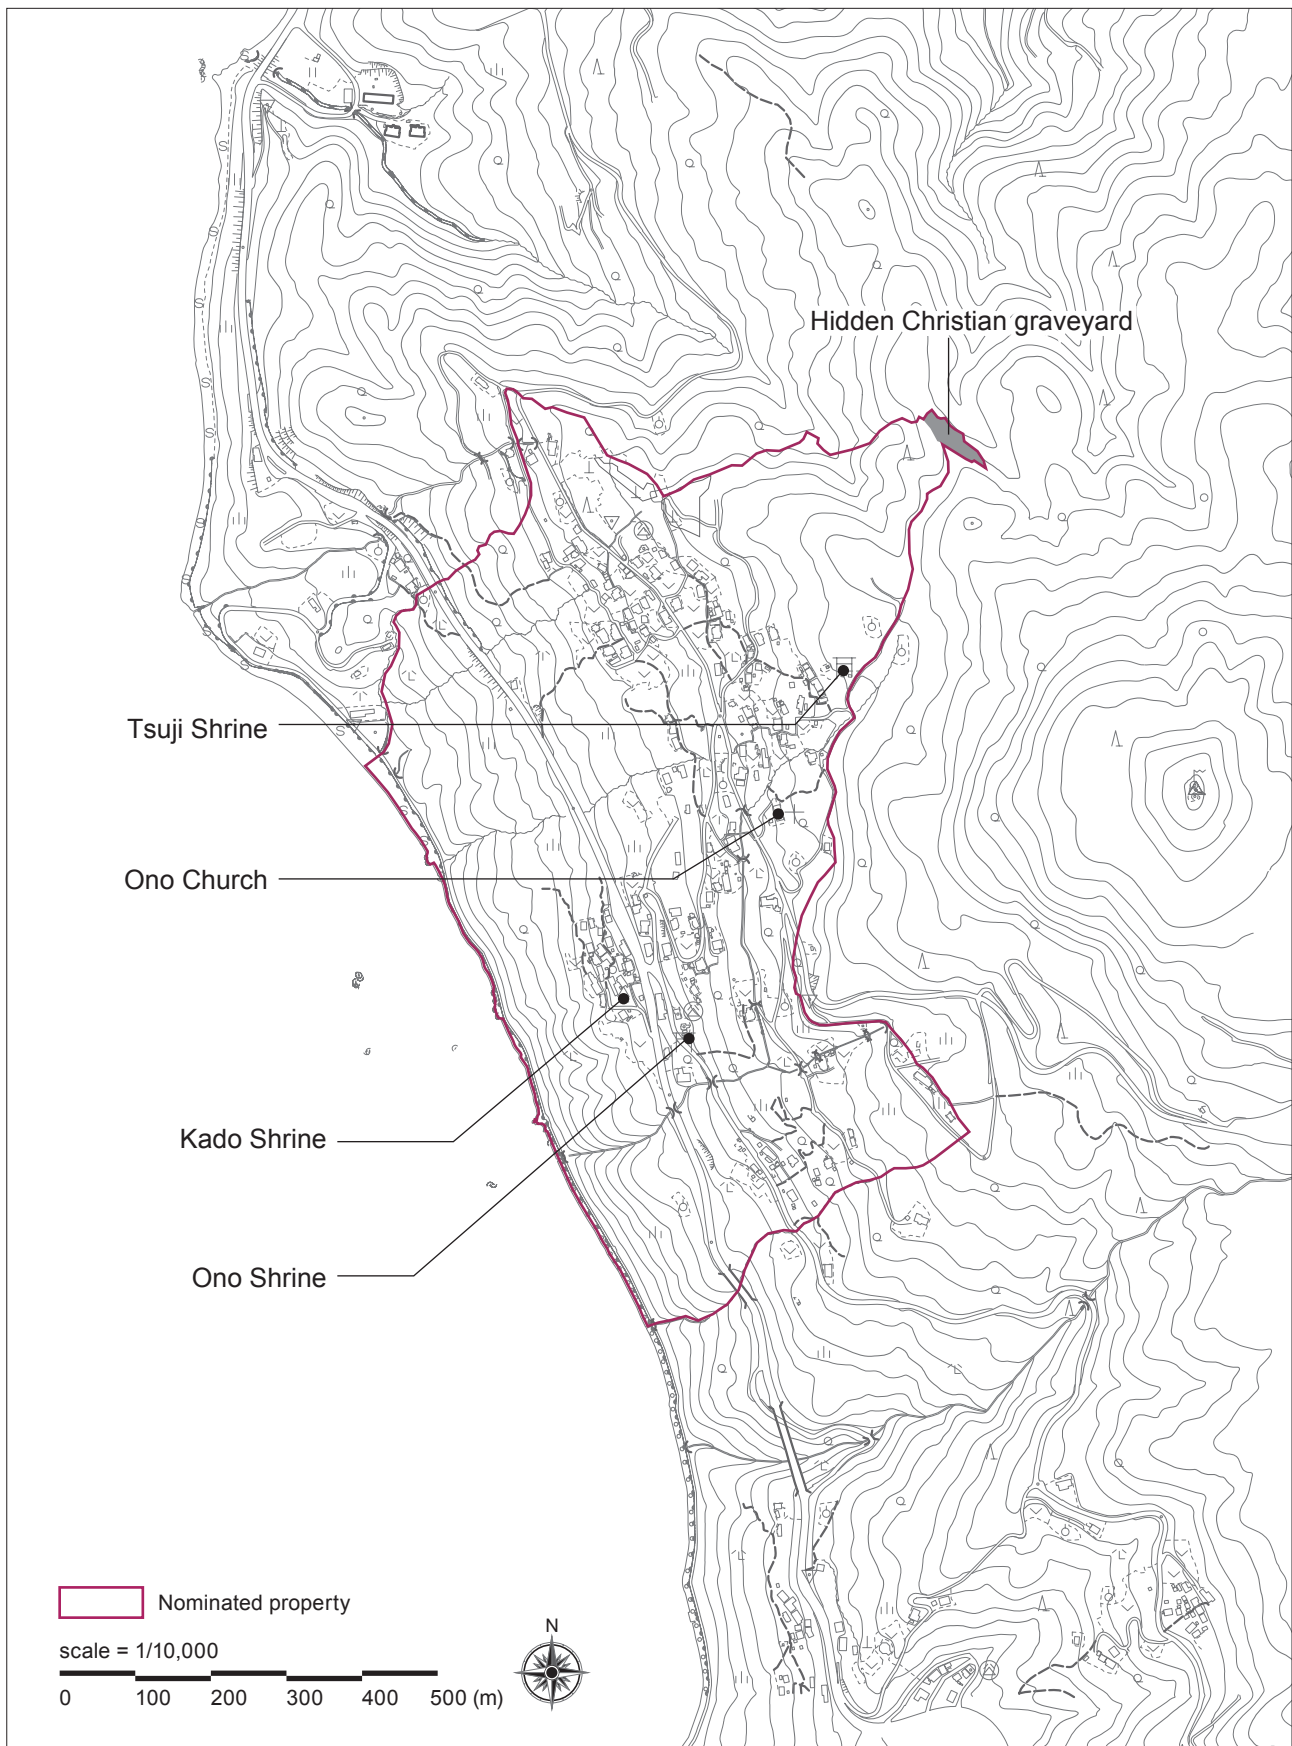 Hidden Christian graveyard
Tsuji Shrine
Ono Church
Kado Shrine
Ono Shrine
Nominated property
scale = 1/10,000
0 100 200 300 400 500 (m)
N